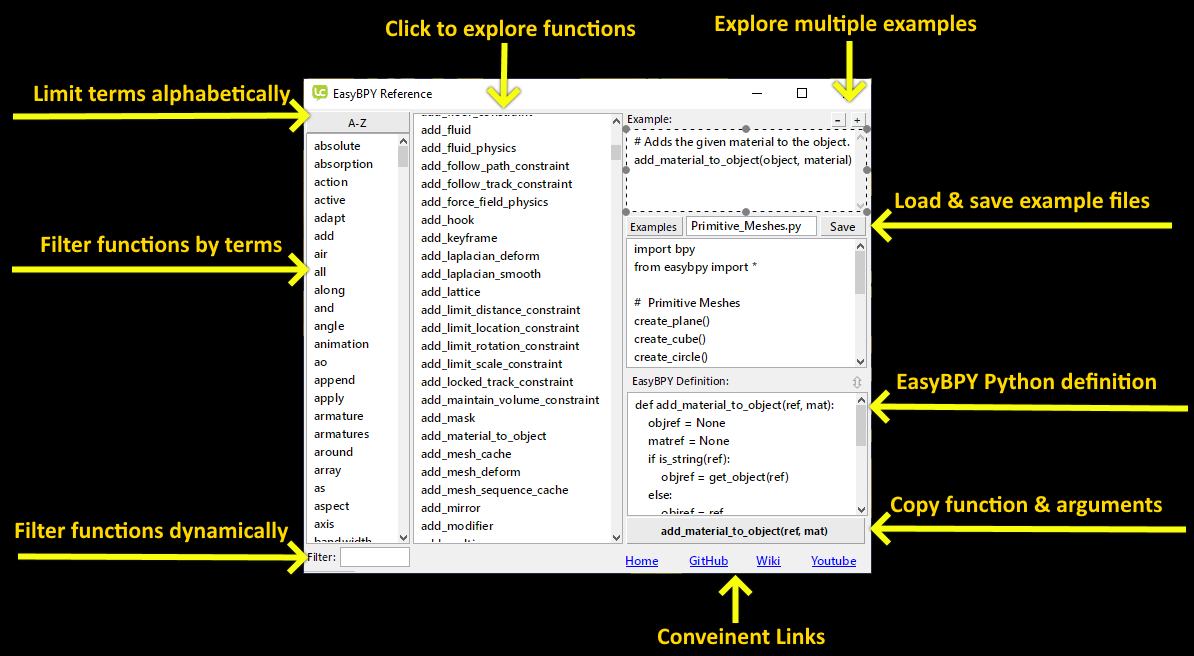 Click to explore functions
Explore multiple examples
Limit terms alphabetically
EasyBPY Reference
A-Z
absolute
absorption
action
active
adapt
add
air
all
along
and
angle
animation
ao
append
apply
armature
armatures
around
array
as
aspect
axis
bandwidth
Filter functions by terms
Filter functions dynamically
Filter:
add_floor_constraint
add_fluid
add_fluid_physics
add_follow_path_constraint
add_follow_track_constraint
add_force_field_physics
add_hook
add_keyframe
add_laplacian_deform
add_laplacian_smooth
add_lattice
add_limit_distance_constraint
add_limit_location_constraint
add_limit_rotation_constraint
add_limit_scale_constraint
add_locked_track_constraint
add_maintain_volume_constraint
add_mask
add_material_to_object
add_mesh_cache
add_mesh_deform
add_mesh_sequence_cache
add_mirror
add_modifier
Example:
- +
# Adds the given material to the object.
add_material_to_object(object, material)
Load & save example files
Examples Primitive_Meshes.py Save
import bpy
from easybpy import *
# Primitive Meshes
create_plane()
create_cube()
create_circle()
EasyBPY Definition:
EasyBPY Python definition
def add_material_to_object(ref, mat):
objref = None
matref = None
if is_string(ref):
objref = get_object(ref)
else:
objref = ref
Copy function & arguments
add_material_to_object(ref, mat)
Home GitHub Wiki Youtube
Conveinent Links